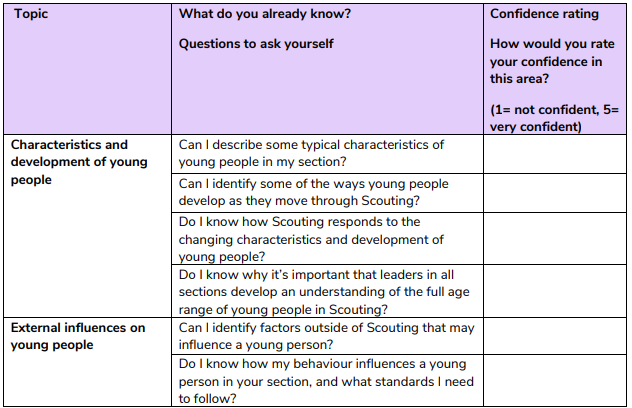 Topic
What do you already know?
Questions to ask yourself
Confidence rating
How would you rate
your confidence in
this area?
(1= not confident, 5=
very confident)
Characteristics and
development of young
people
Can I describe some typical characteristics of
young people in my section?
Can I identify some of the ways young people
develop as they move through Scouting?
Do I know how Scouting responds to the
changing characteristics and development of
young people?
Do I know why it’s important that leaders in all
sections develop an understanding of the full age
range of young people in Scouting?
External influences on
young people
Can I identify factors outside of Scouting that may
influence a young person?
Do I know how my behaviour influences a young
person in your section, and what standards I need
to follow?